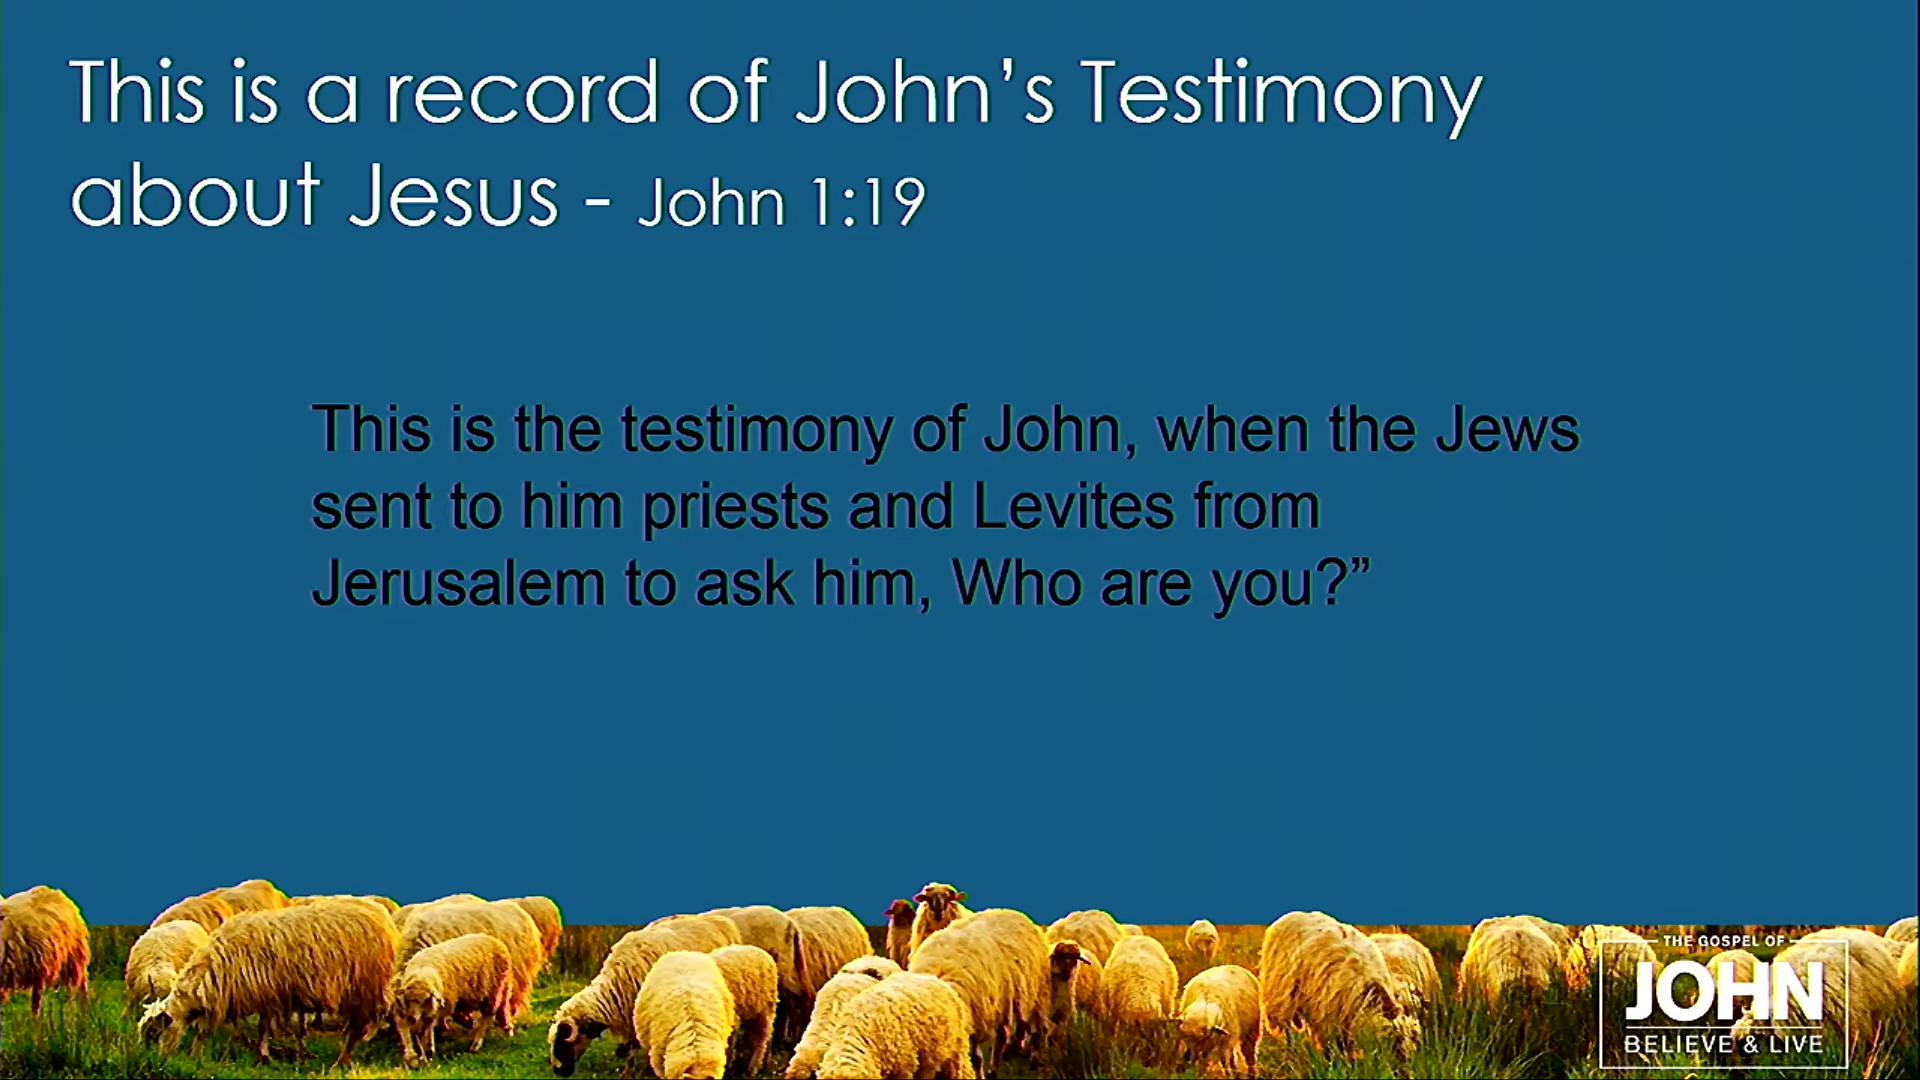 This is a record of John’s Testimony
about Jesus - John 1:19
This is the testimony of John, when the Jews
sent to him priests and Levites from
Jerusalem to ask him, Who are you?”
THE GOSPEL OF
JOHN
BELIEVE & LIVE